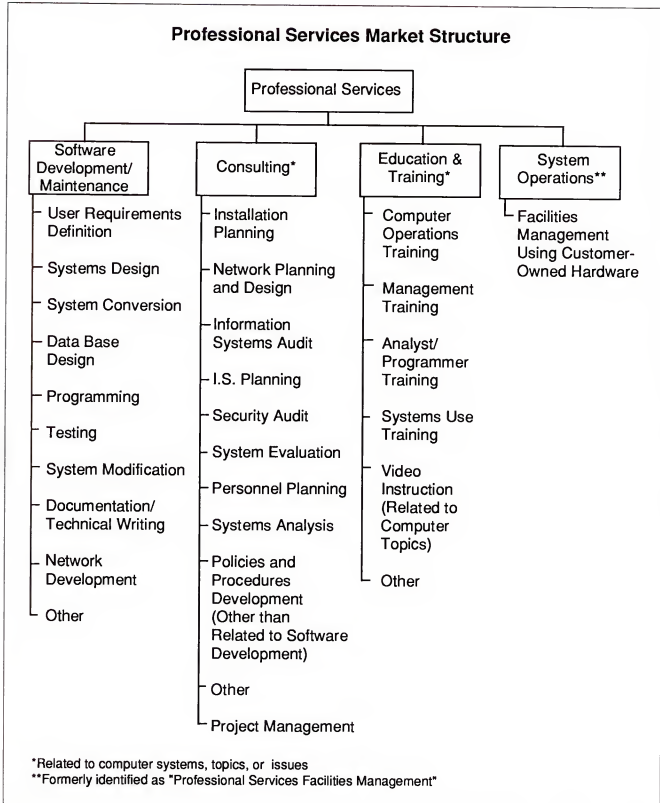 Professional Services Market Structure
Professional Services
Software
Development/
Maintenance
User Requirements
Definition
Systems Design
System Conversion
Data Base
Design
Programming
Testing
System Modification
Documentation/
Technical Writing
Network
Development
Other
Consulting*
Installation
Planning
Network Planning
and Design
Information
Systems Audit
I.S. Planning
Security Audit
System Evaluation
Personnel Planning
Systems Analysis
Policies and
Procedures
Development
(Other than
Related to Software
Development)
Other
Project Management
Education &
Training*
Computer
Operations
Training
Management
Training
Analyst/
Programmer
Training
Systems Use
Training
Video
Instruction
(Related to
Computer
Topics)
Other
System
Operations**
Facilities
Management
Using Customer-
Owned Hardware
*Related to computer systems, topics, or issues
**Formerly identified as "Professional Services Facilities Management"